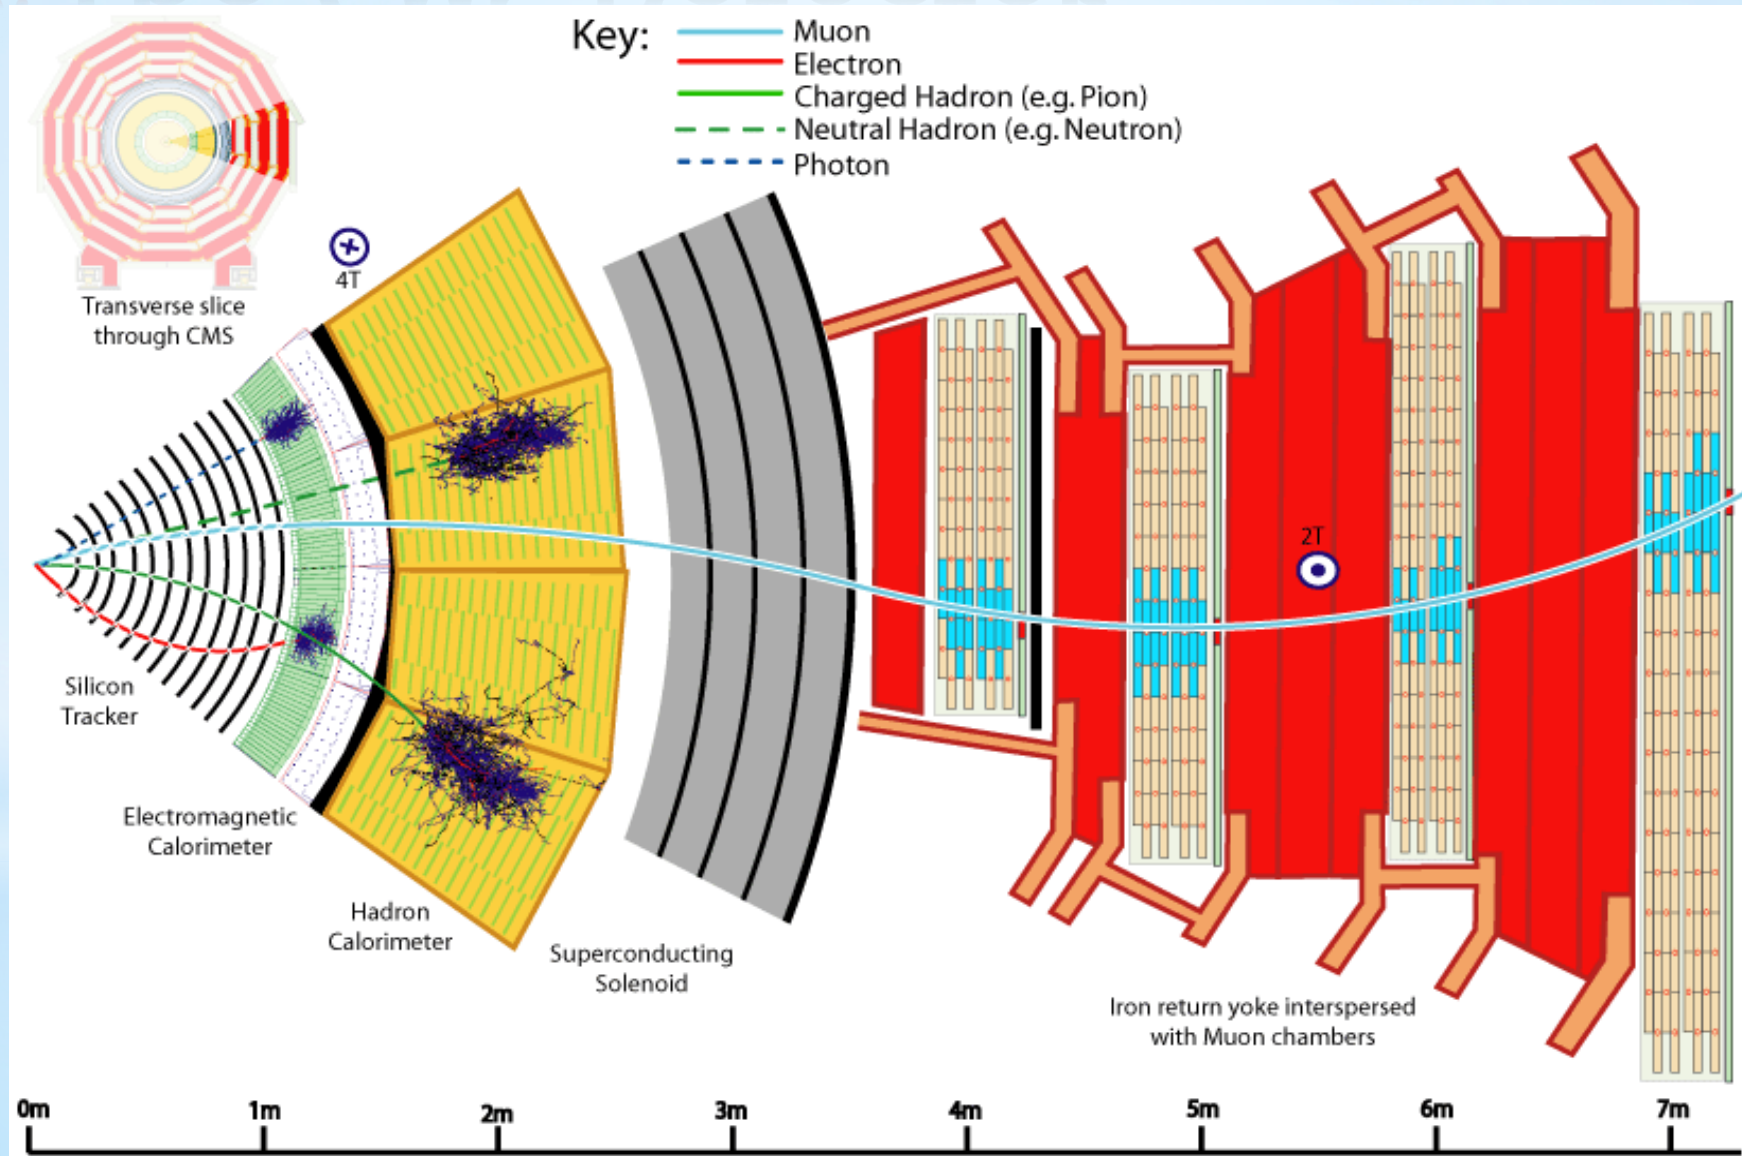 Key:
Muon
Electron
Charged Hadron (e.g. Pion)
Neutral Hadron (e.g. Neutron)
Photon
Transverse slice
through CMS
4T
2T
Silicon
Tracker
Electromagnetic
Calorimeter
Hadron
Calorimeter
Superconducting
Solenoid
Iron return yoke interspersed
with Muon chambers
0m
1m
2m
3m
4m
5m
6m
7m